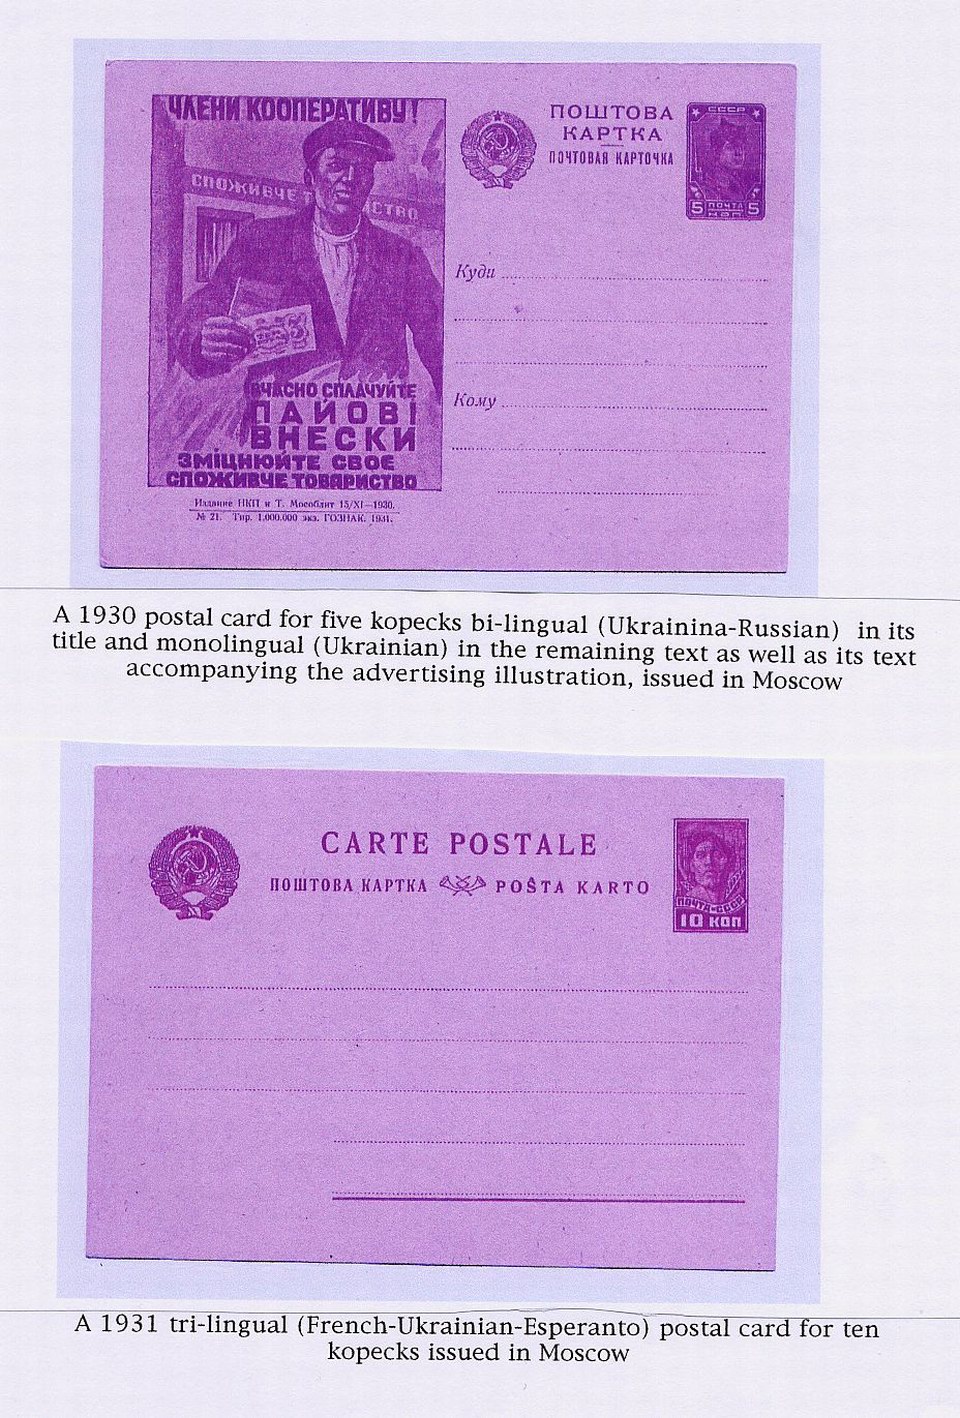 ЧЛЕНИ КООПЕРАТИВУ!
СПОЖИВЧЕ Т ИСТВО
ВЧАСНО СПЛАЧУЙТЕ
ПАЙОВІ
ВНЕСКИ
ЗМІЦНЮЙТЕ СВОЄ
СПОЖИВЧЕ ТОВАРИСТВО
Издание НКП и Т. Мособлит 15/XI—1930.
№ 21. Тир. 1.000.000 экз. ГОЗНАК. 1931.
ПОШТОВА
КАРТКА
ПОЧТОВАЯ КАРТОЧКА
СССР
5 ПОЧТА 5
КОП
Куди
Кому
A 1930 postal card for five kopecks bi-lingual (Ukrainina-Russian) in its
title and monolingual (Ukrainian) in the remaining text as well as its text
accompanying the advertising illustration, issued in Moscow
CARTE POSTALE
ПОШТОВА КАРТКА POŜTA KARTO
ПОЧТА-СССР
10 КОП
A 1931 tri-lingual (French-Ukrainian-Esperanto) postal card for ten
kopecks issued in Moscow